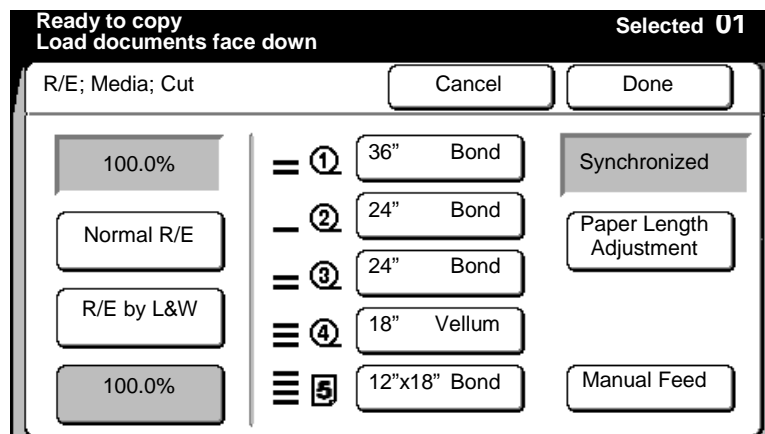 Ready to copy
Load documents face down
Selected 01
R/E; Media; Cut
Cancel
Done
100.0%
Normal R/E
R/E by L&W
100.0%
1 36” Bond
2 24” Bond
3 24” Bond
4 18” Vellum
5 12”x18” Bond
Synchronized
Paper Length
Adjustment
Manual Feed